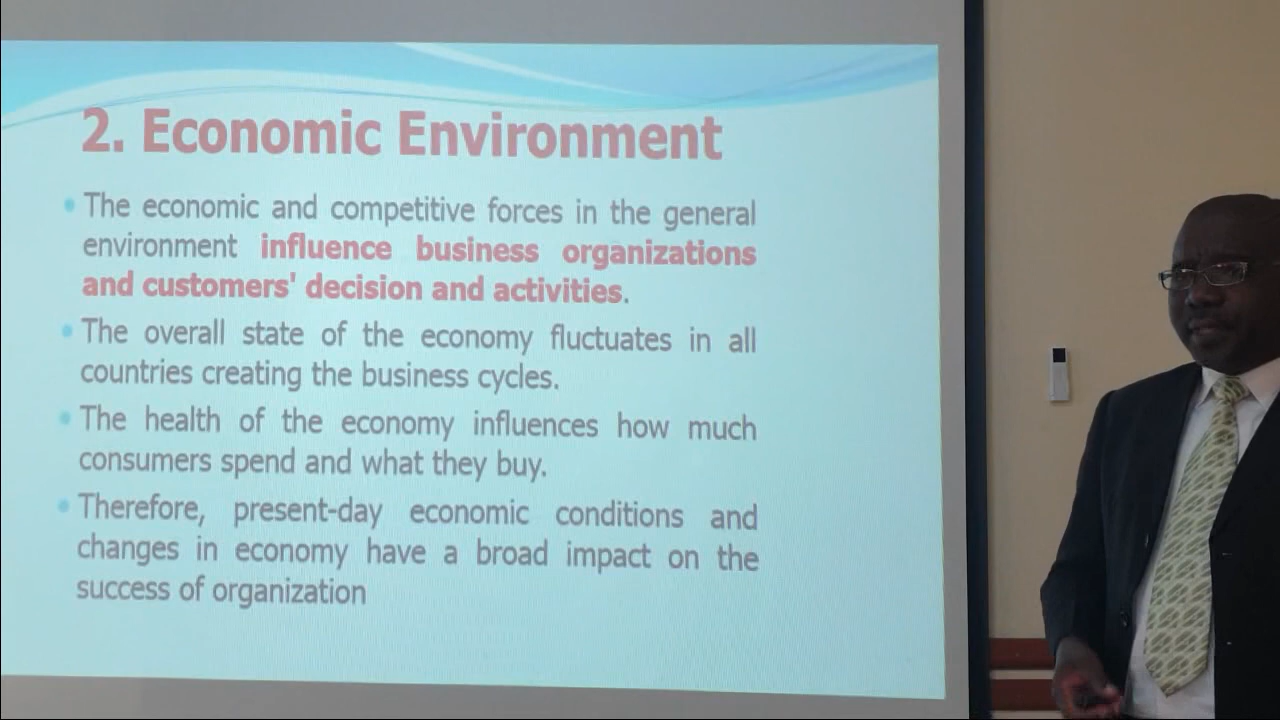 2. Economic Environment
The economic and competitive forces in the general
environment influence business organizations
and customers' decision and activities.
The overall state of the economy fluctuates in all
countries creating the business cycles.
The health of the economy influences how much
consumers spend and what they buy.
Therefore, present-day economic conditions and
changes in economy have a broad impact on the
success of organization